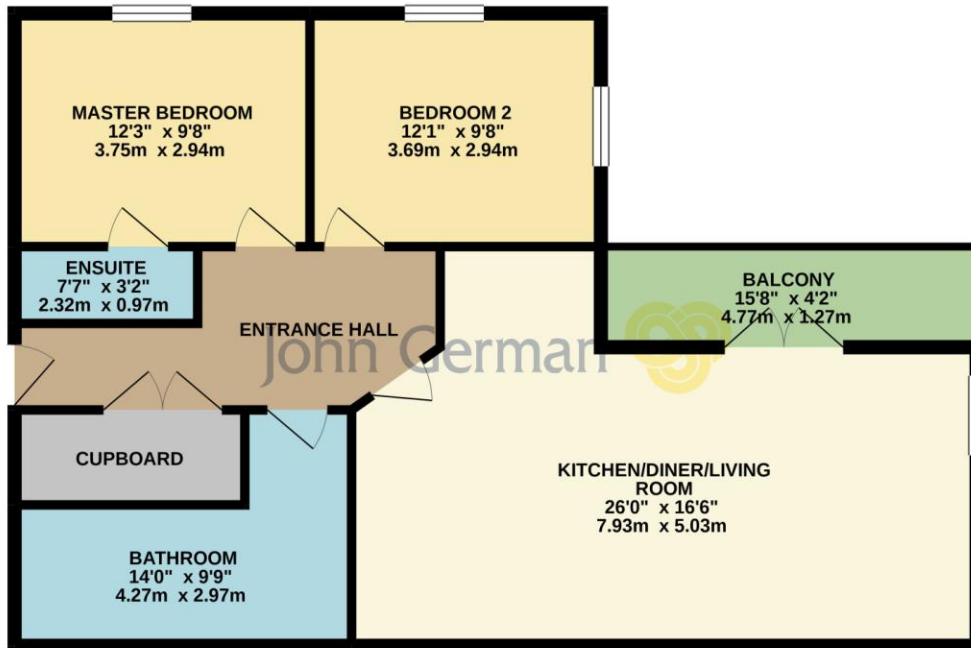 MASTER BEDROOM
12'3" x 9'8"
3.75m x 2.94m
BEDROOM 2
12'1" x 9'8"
3.69m x 2.94m
ENSUITE
7'7" x 3'2"
2.32m x 0.97m
ENTRANCE HALL
BALCONY
15'8" x 4'2"
4.77m x 1.27m
John German
CUPBOARD
KITCHEN/DINER/LIVING
ROOM
26'0" x 16'6"
7.93m x 5.03m
BATHROOM
14'0" x 9'9"
4.27m x 2.97m